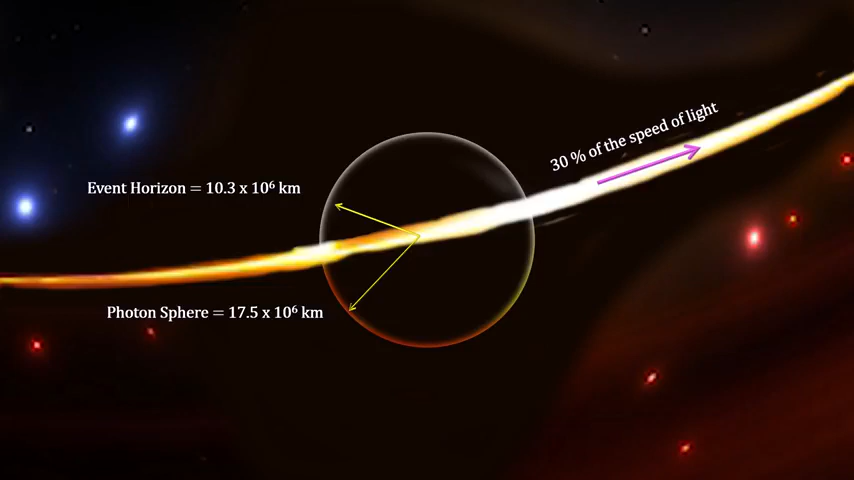 30 % of the speed of light
Event Horizon = 10.3 x 10⁶ km
Photon Sphere = 17.5 x 10⁶ km